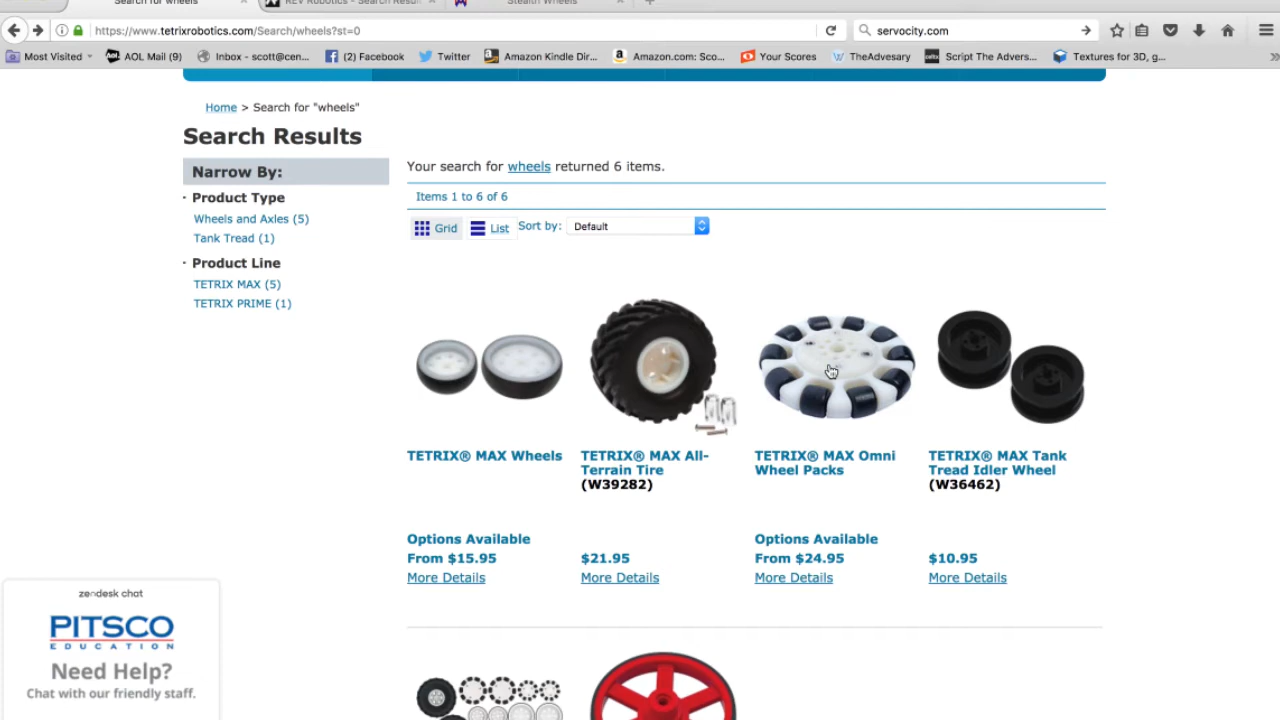 Search for wheels
REV Robotics - Search Resul
Stealth Wheels
https://www.tetrixrobotics.com/Search/wheels?st=0
servocity.com
Most Visited
AOL Mail (9)
Inbox - scott@cen...
(2) Facebook
Twitter
Amazon Kindle Dir...
Amazon.com: Sco...
Your Scores
TheAdvesary
celtx
Script The Advers...
Textures for 3D, g...
Home > Search for "wheels"
Search Results
Narrow By:
Product Type
Wheels and Axles (5)
Tank Tread (1)
Product Line
TETRIX MAX (5)
TETRIX PRIME (1)
Your search for wheels returned 6 items.
Items 1 to 6 of 6
Grid
List
Sort by:
Default
TETRIX® MAX Wheels
Options Available
From $15.95
More Details
TETRIX® MAX All-
Terrain Tire
(W39282)
$21.95
More Details
TETRIX® MAX Omni
Wheel Packs
Options Available
From $24.95
More Details
TETRIX® MAX Tank
Tread Idler Wheel
(W36462)
$10.95
More Details
zendesk chat
PITSCO
EDUCATION
Need Help?
Chat with our friendly staff.